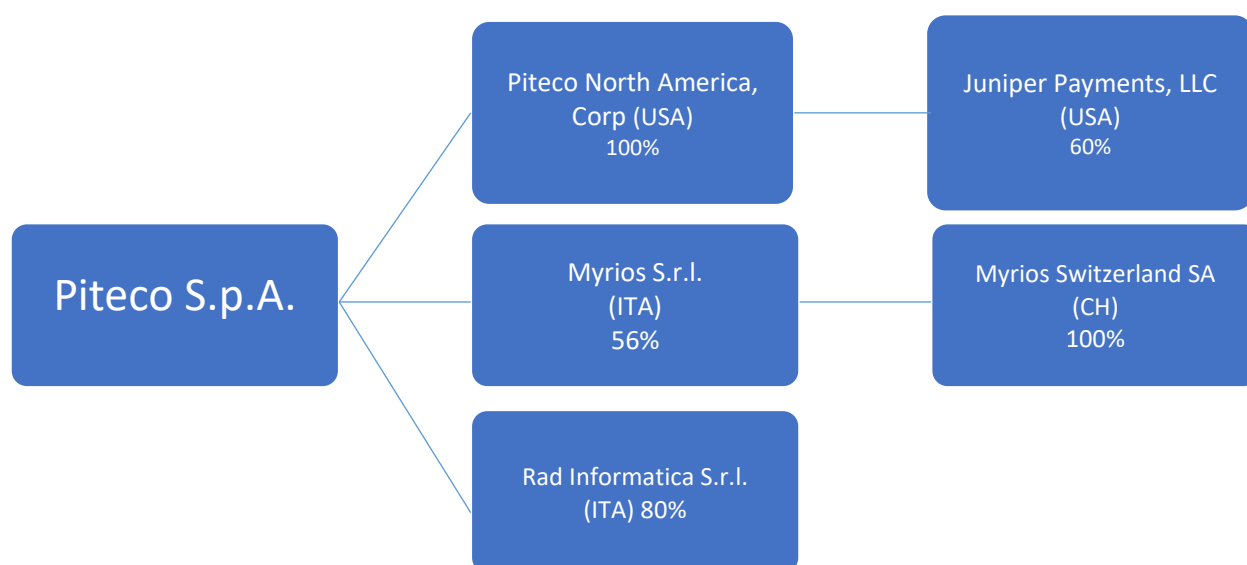 Piteco S.p.A.
Piteco North America,
Corp (USA)
100%
Juniper Payments, LLC
(USA)
60%
Myrios S.r.l.
(ITA)
56%
Myrios Switzerland SA
(CH)
100%
Rad Informatica S.r.l.
(ITA) 80%